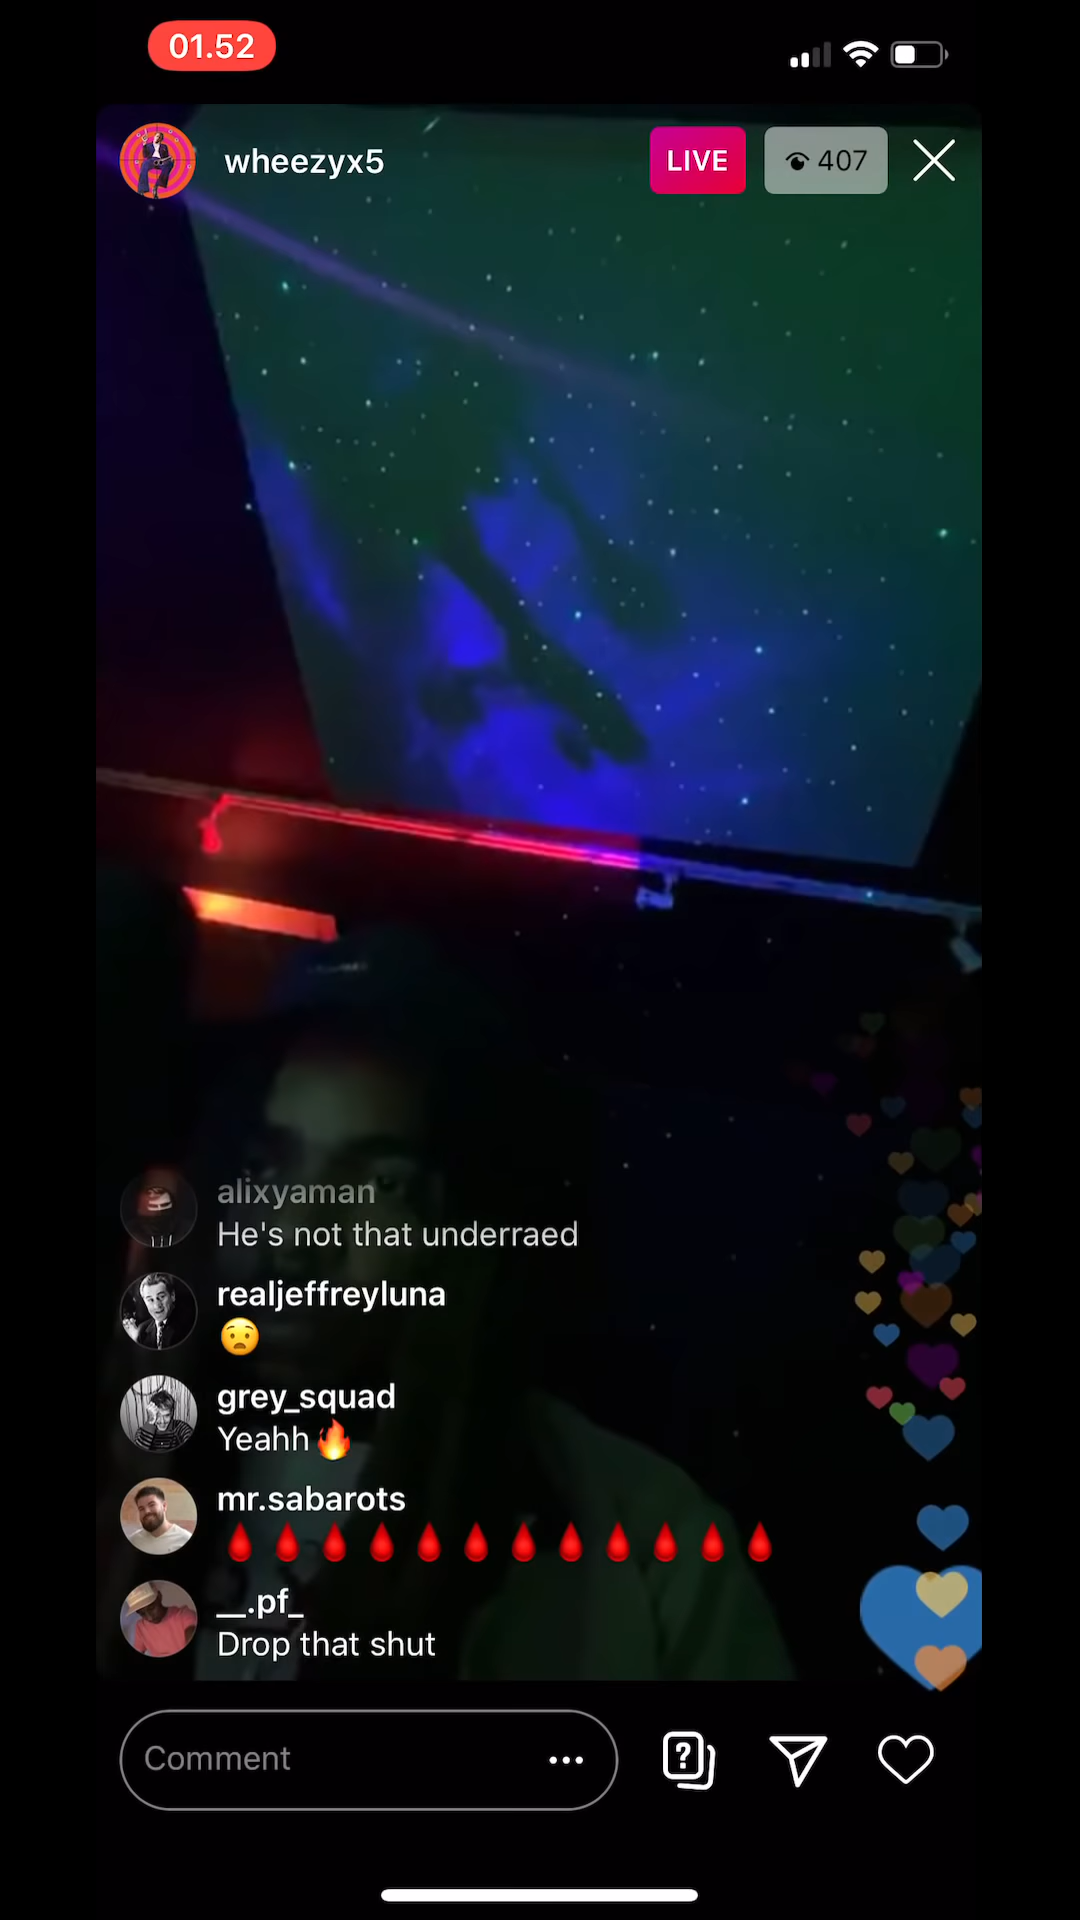 01.52
wheezyx5
LIVE
407
alixyaman
He's not that underraed
realjeffreyluna
😧
grey_squad
Yeahh 🔥
mr.sabarots
🩸🩸🩸🩸🩸🩸🩸🩸🩸🩸🩸🩸
__.pf_
Drop that shut
Comment